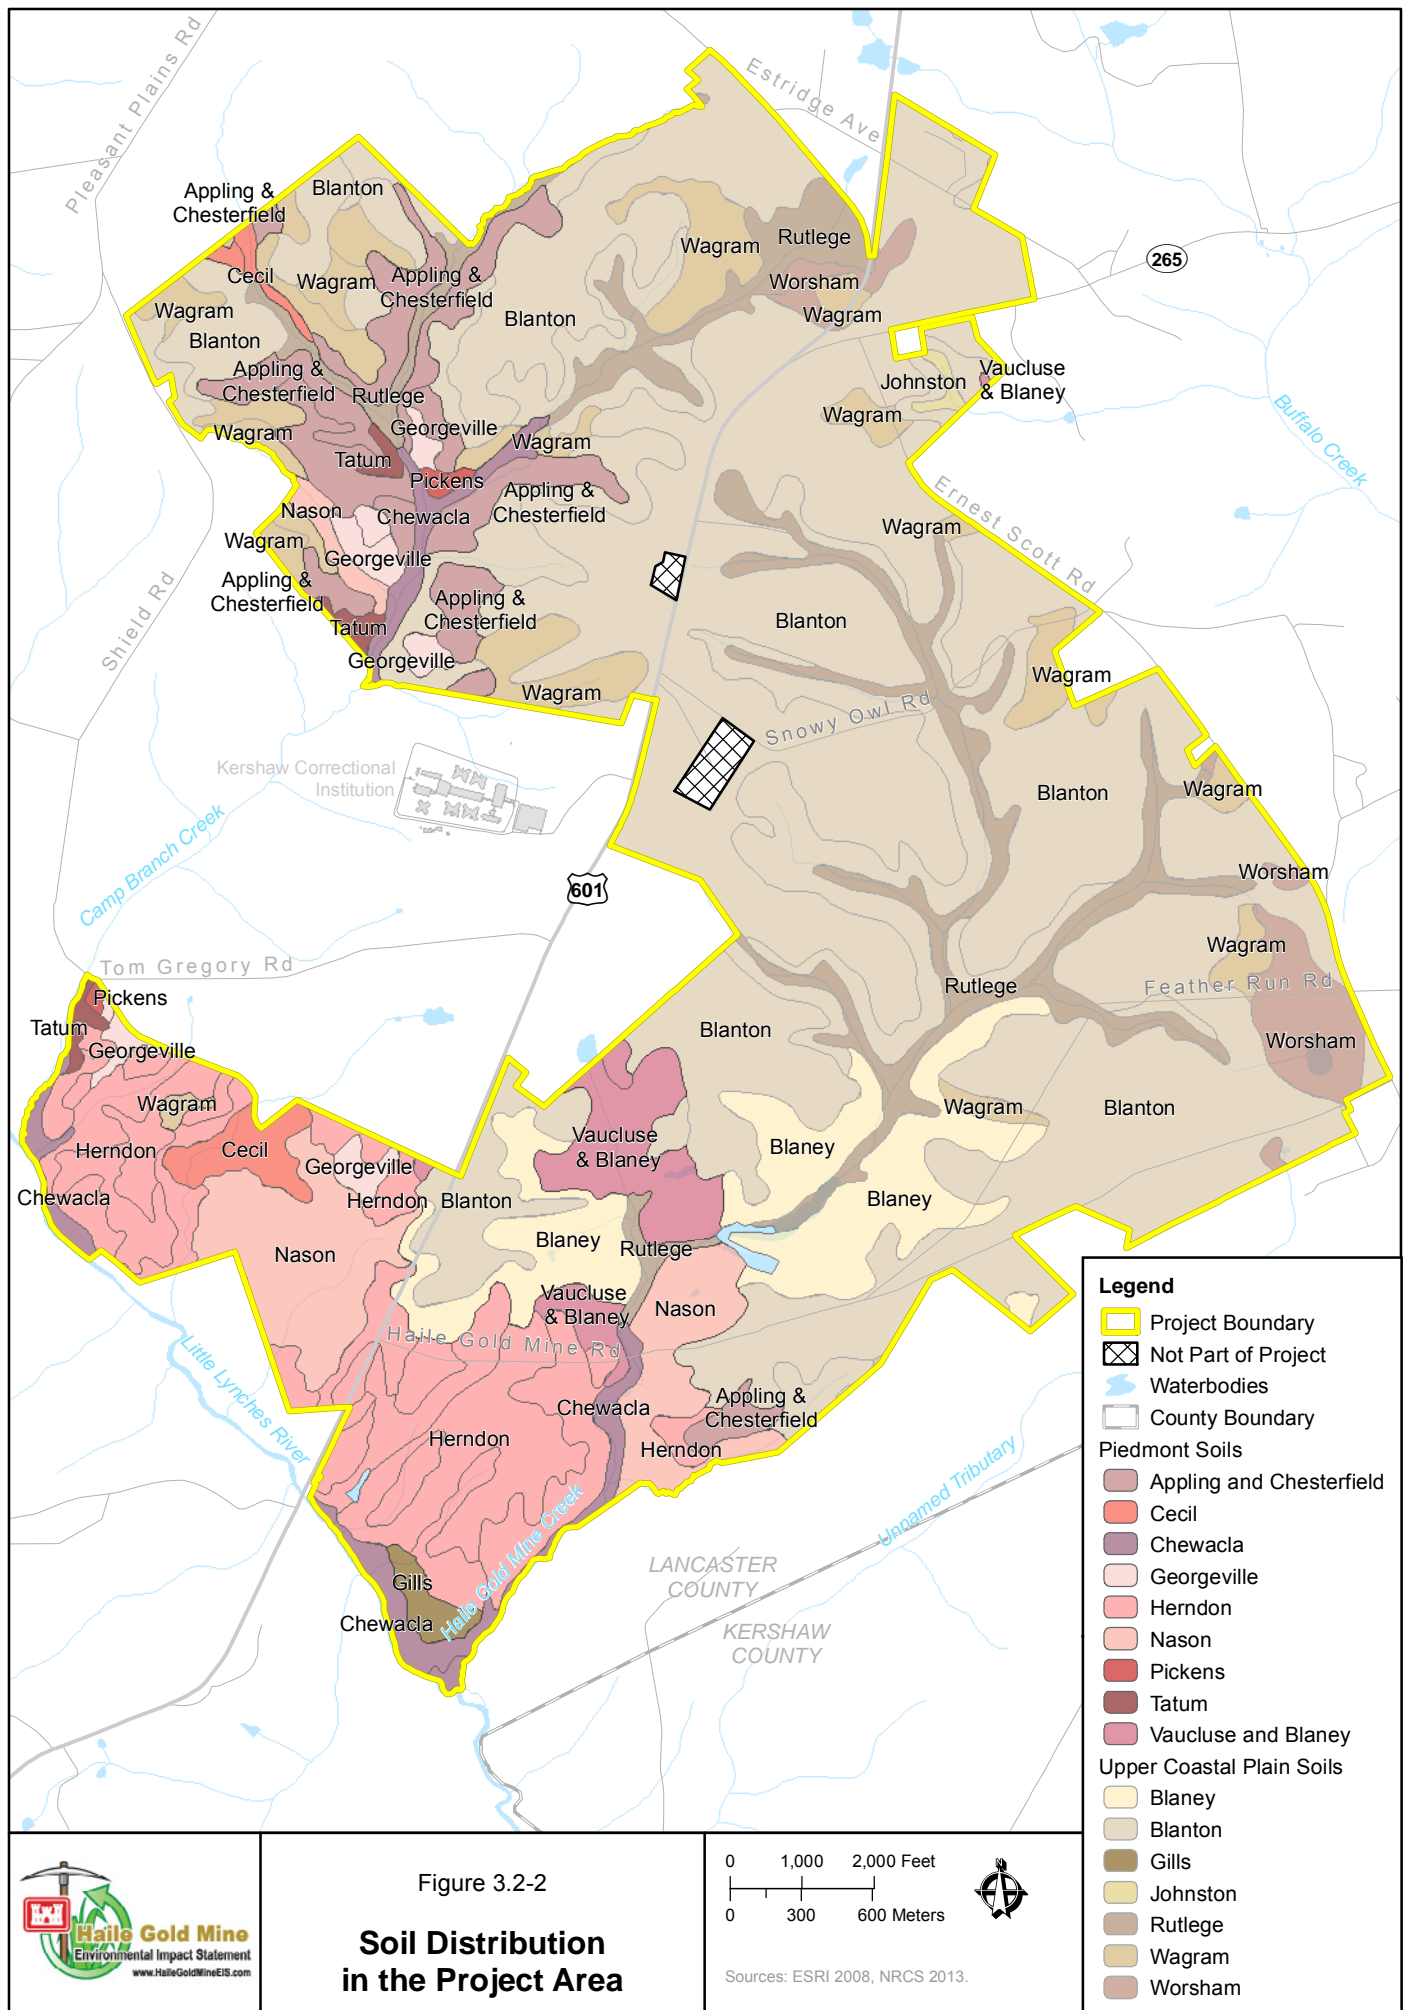 Pleasant Plains Rd
Estridge Ave
Appling &
Chesterfield
Blanton
Wagram
Rutlege
265
Cecil
Wagram
Appling &
Chesterfield
Worsham
Wagram
Wagram
Blanton
Blanton
Vaucluse
& Blaney
Johnston
Appling &
Chesterfield
Rutlege
Wagram
Buffalo Creek
Georgeville
Wagram
Wagram
Tatum
Pickens
Appling &
Chesterfield
Ernest Scott Rd
Nason
Chewacla
Wagram
Wagram
Georgeville
Shield Rd
Appling &
Chesterfield
Appling &
Chesterfield
Tatum
Blanton
Georgeville
Wagram
Wagram
Snowy Owl Rd
Kershaw Correctional
Institution
Blanton
Wagram
Camp Branch Creek
601
Worsham
Wagram
Tom Gregory Rd
Pickens
Rutlege
Feather Run Rd
Tatum
Georgeville
Blanton
Worsham
Wagram
Wagram
Blanton
Herndon
Cecil
Vaucluse
& Blaney
Blaney
Georgeville
Chewacla
Herndon
Blanton
Blaney
Nason
Blaney
Rutlege
Vaucluse
& Blaney
Nason
Haile Gold Mine Rd
Little Lynches River
Chewacla
Appling &
Chesterfield
Herndon
Herndon
Unnamed Tributary
Haile Gold Mine Creek
Gills
Chewacla
LANCASTER
COUNTY
KERSHAW
COUNTY
Legend
Project Boundary
Not Part of Project
Waterbodies
County Boundary
Piedmont Soils
Appling and Chesterfield
Cecil
Chewacla
Georgeville
Herndon
Nason
Pickens
Tatum
Vaucluse and Blaney
Upper Coastal Plain Soils
Blaney
Blanton
Gills
Johnston
Rutlege
Wagram
Worsham
Haile Gold Mine
Environmental Impact Statement
www.HaileGoldMineEIS.com
Figure 3.2-2
Soil Distribution
in the Project Area
0 1,000 2,000 Feet
0 300 600 Meters
N
Sources: ESRI 2008, NRCS 2013.